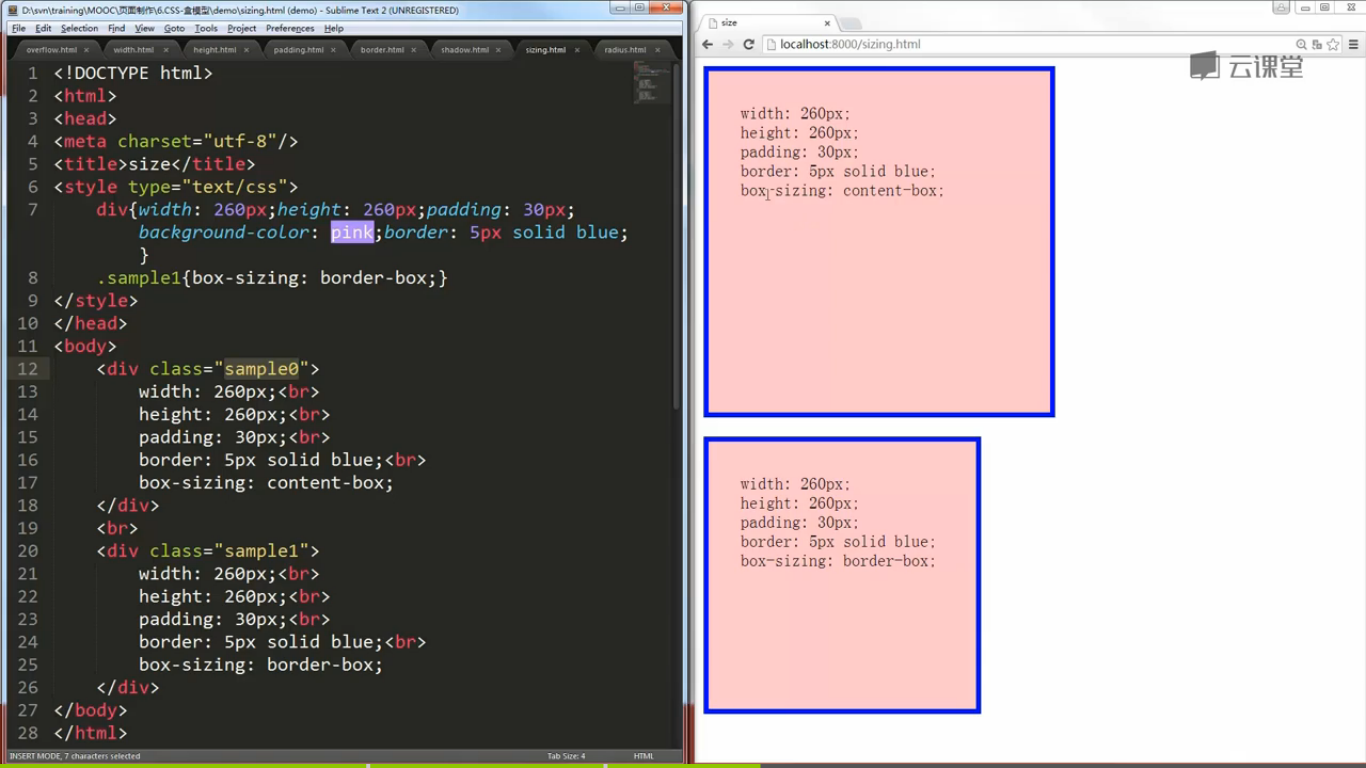 D:\svn\training\MOOC\页面制作\6.CSS-盒模型\demo\sizing.html (demo) - Sublime Text 2 (UNREGISTERED)
File Edit Selection Find View Goto Tools Project Preferences Help
overflow.html × width.html × height.html × padding.html × border.html × shadow.html × sizing.html × radius.html ×
1 <!DOCTYPE html>
2 <html>
3 <head>
4 <meta charset="utf-8"/>
5 <title>size</title>
6 <style type="text/css">
7 div{width: 260px;height: 260px;padding: 30px;
background-color: pink;border: 5px solid blue;
}
8 .sample1{box-sizing: border-box;}
9 </style>
10 </head>
11 <body>
12 <div class="sample0">
13 width: 260px;<br>
14 height: 260px;<br>
15 padding: 30px;<br>
16 border: 5px solid blue;<br>
17 box-sizing: content-box;
18 </div>
19 <br>
20 <div class="sample1">
21 width: 260px;<br>
22 height: 260px;<br>
23 padding: 30px;<br>
24 border: 5px solid blue;<br>
25 box-sizing: border-box;
26 </div>
27 </body>
28 </html>
INSERT MODE, 7 characters selected Tab Size: 4 HTML
size ×
localhost:8000/sizing.html
云课堂
width: 260px;
height: 260px;
padding: 30px;
border: 5px solid blue;
box-sizing: content-box;
width: 260px;
height: 260px;
padding: 30px;
border: 5px solid blue;
box-sizing: border-box;